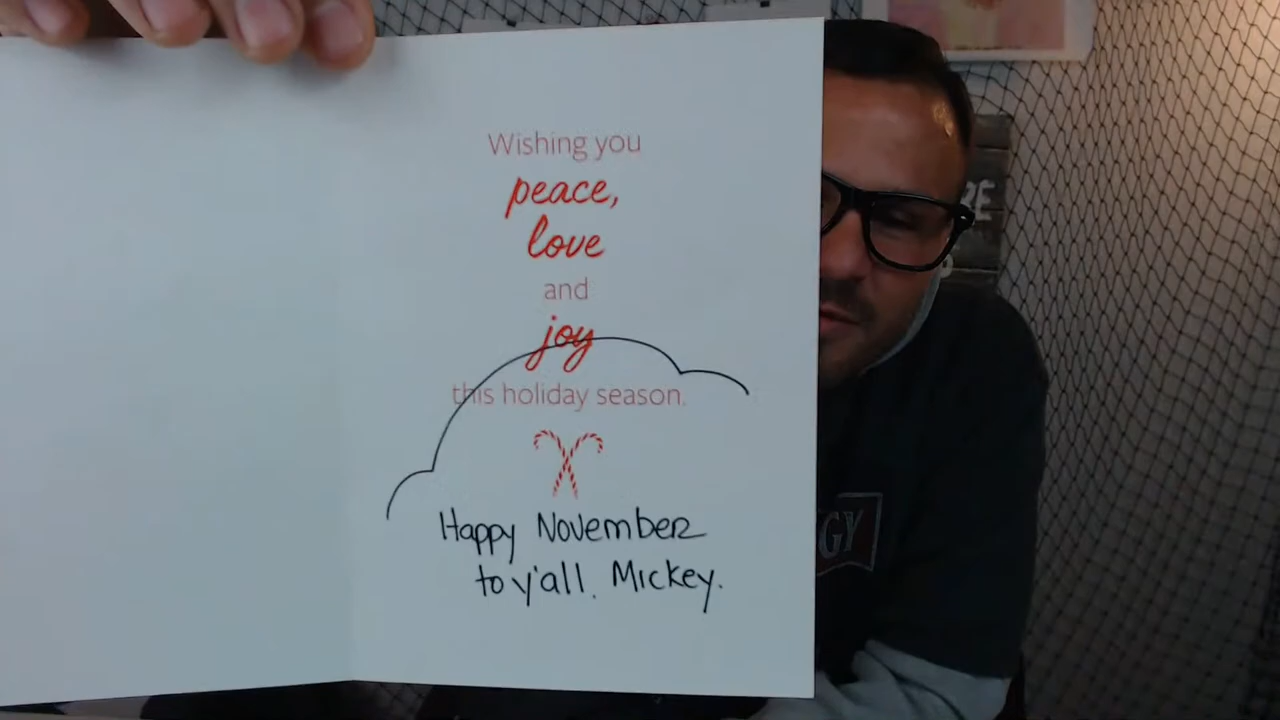 Wishing you
peace,
love
and
joy
this holiday season.
Happy November
to y'all. Mickey.